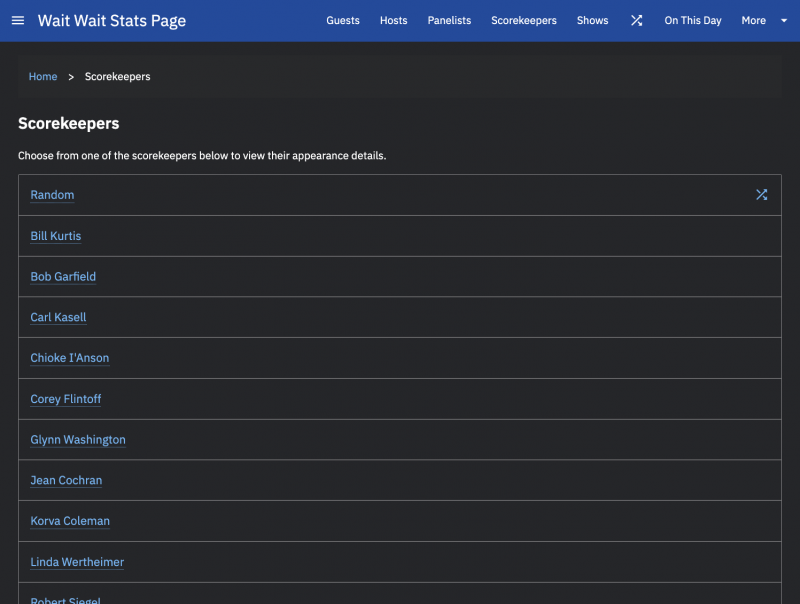 Wait Wait Stats Page Guests Hosts Panelists Scorekeepers Shows On This Day More
Home > Scorekeepers
Scorekeepers
Choose from one of the scorekeepers below to view their appearance details.
Random
Bill Kurtis
Bob Garfield
Carl Kasell
Chioke I'Anson
Corey Flintoff
Glynn Washington
Jean Cochran
Korva Coleman
Linda Wertheimer
Robert Siegel